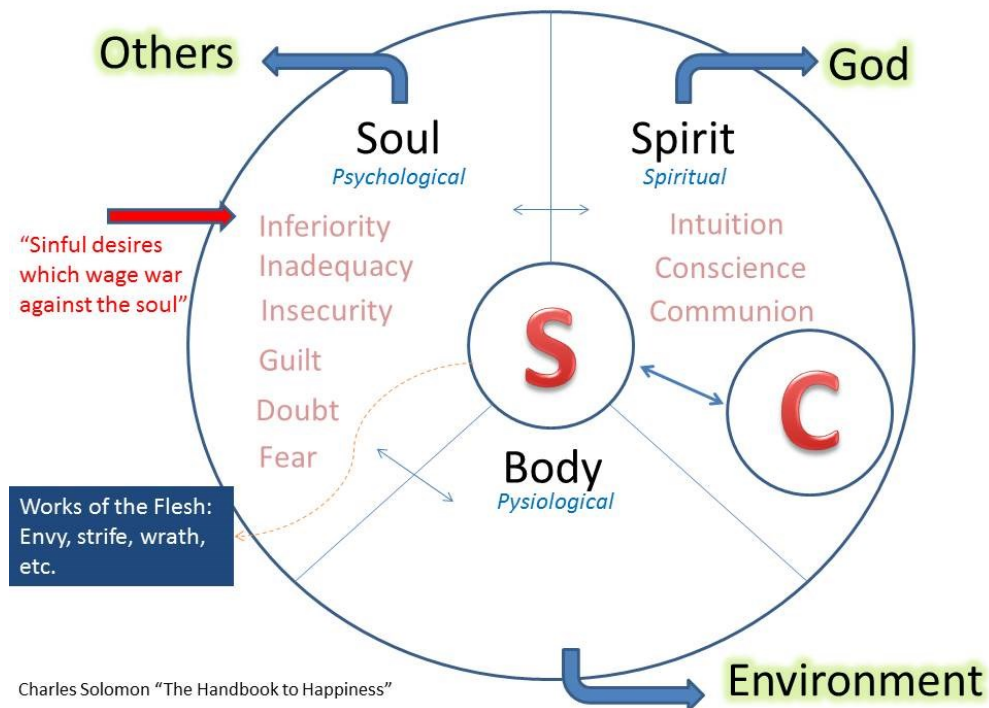 Others
God
Soul
Psychological
Spirit
Spiritual
"Sinful desires
which wage war
against the soul"
Inferiority
Inadequacy
Insecurity
Guilt
Doubt
Fear
Intuition
Conscience
Communion
S
C
Body
Pysiological
Works of the Flesh:
Envy, strife, wrath,
etc.
Environment
Charles Solomon "The Handbook to Happiness"